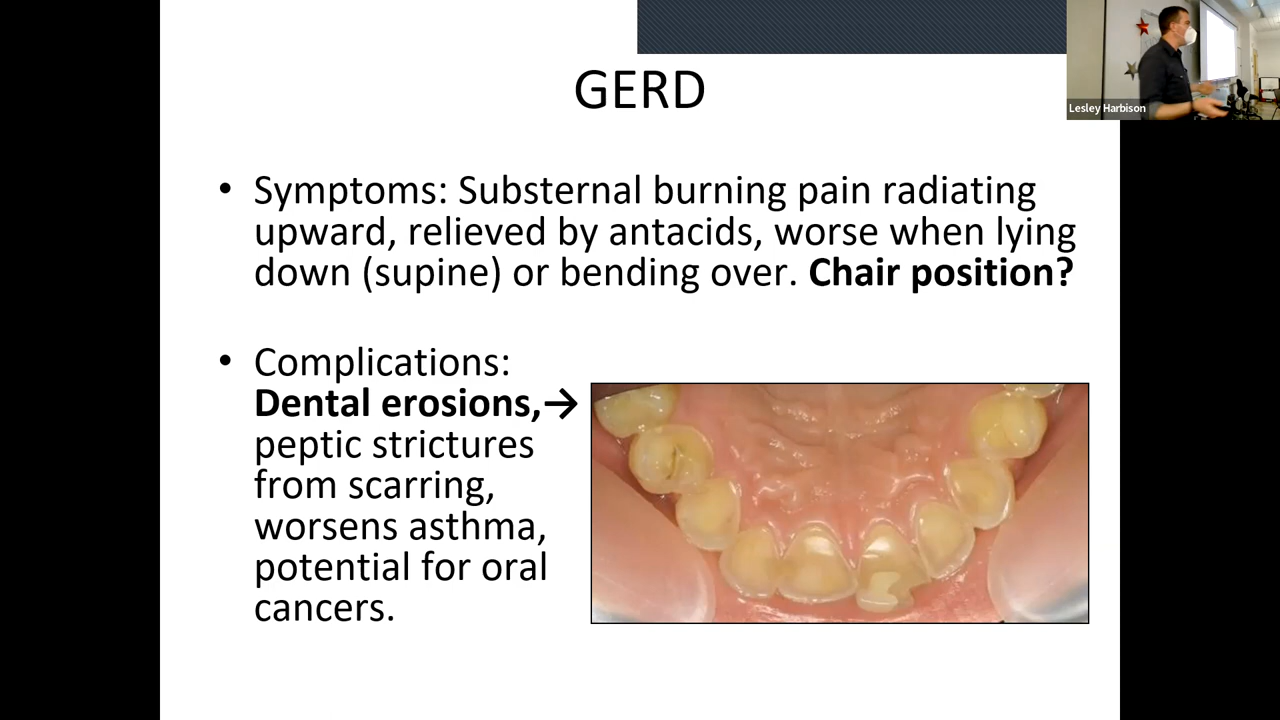 Lesley Harbison
GERD
• Symptoms: Substernal burning pain radiating
upward, relieved by antacids, worse when lying
down (supine) or bending over. Chair position?
• Complications:
Dental erosions,→
peptic strictures
from scarring,
worsens asthma,
potential for oral
cancers.